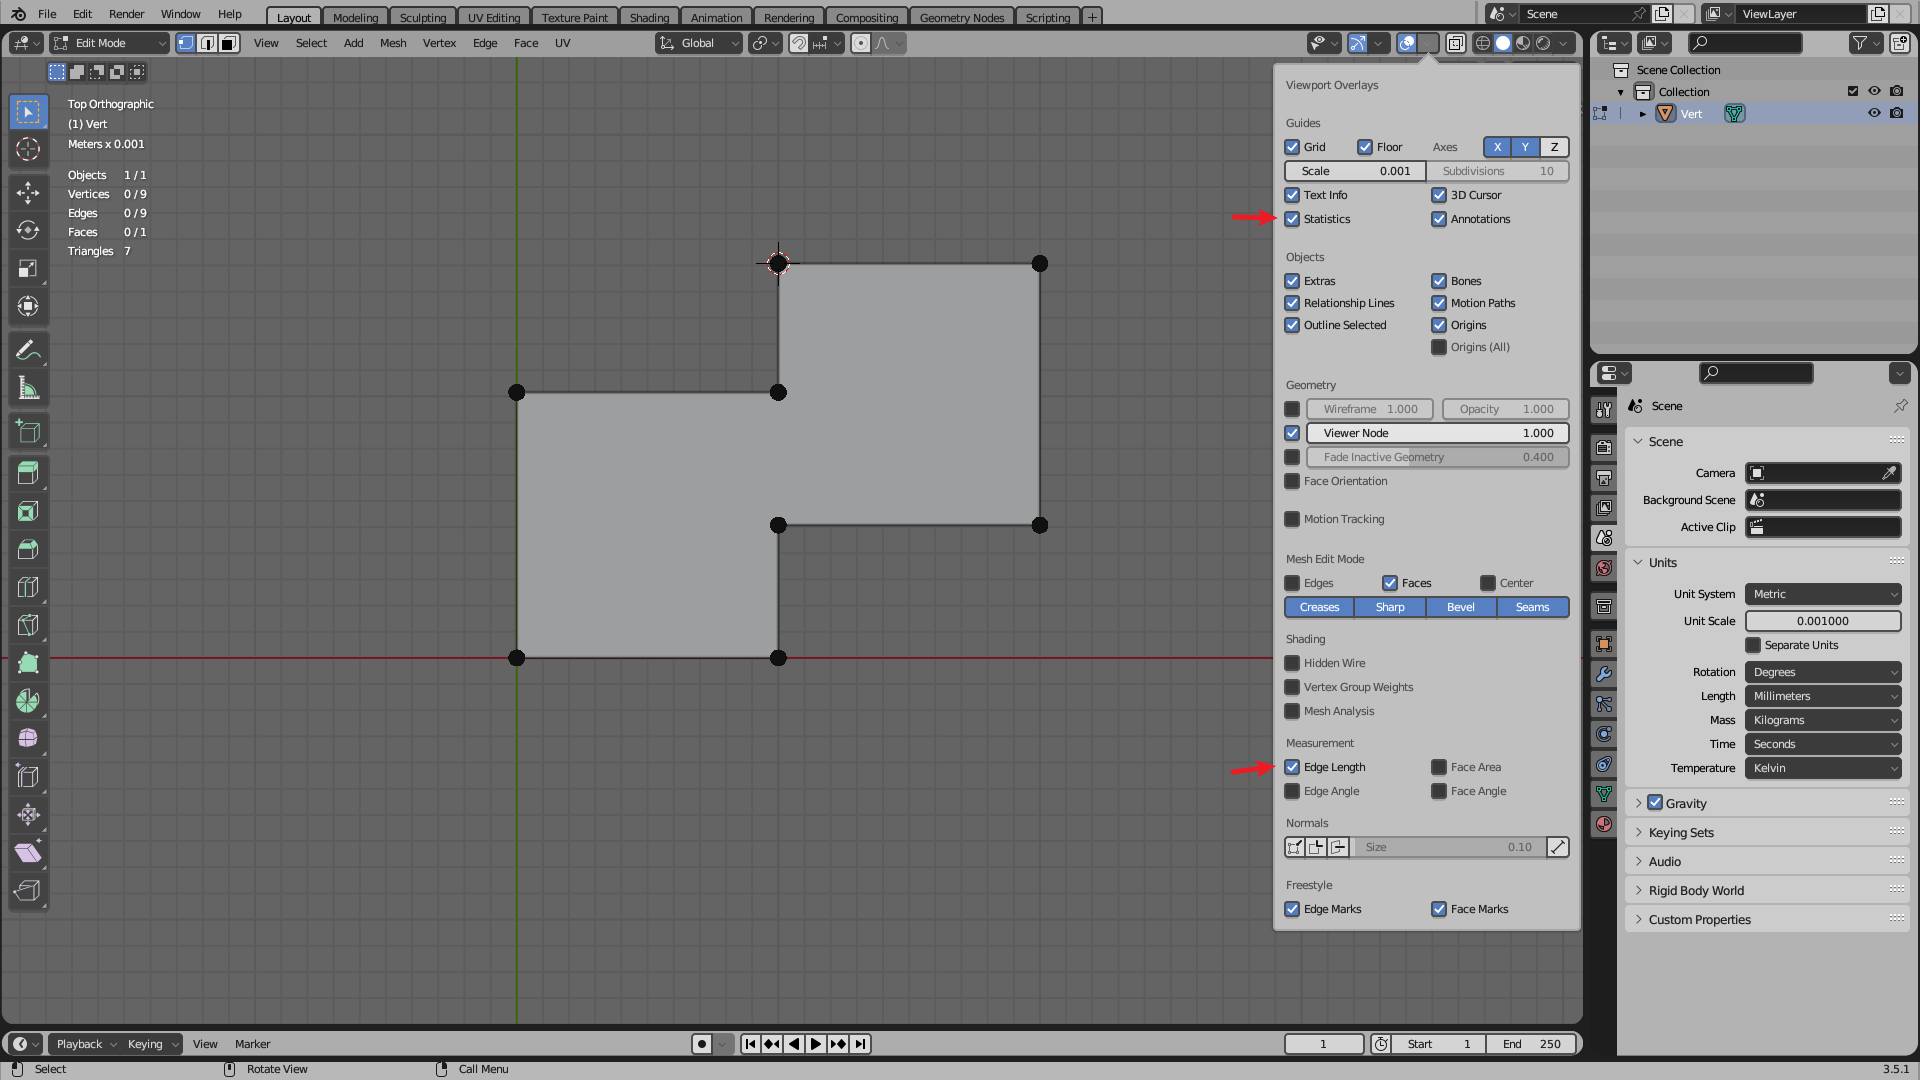 File Edit Render Window Help Layout Modeling Sculpting UV Editing Texture Paint Shading Animation Rendering Compositing Geometry Nodes Scripting + Scene ViewLayer
Edit Mode View Select Add Mesh Vertex Edge Face UV Global
Top Orthographic
(1) Vert
Meters x 0.001
Objects 1/1
Vertices 0/9
Edges 0/9
Faces 0/1
Triangles 7
Viewport Overlays
Guides
Grid Floor Axes X Y Z
Scale 0.001 Subdivisions 10
Text Info 3D Cursor
Statistics Annotations
Objects
Extras Bones
Relationship Lines Motion Paths
Outline Selected Origins
Origins (All)
Geometry
Wireframe 1.000 Opacity 1.000
Viewer Node 1.000
Fade Inactive Geometry 0.400
Face Orientation
Motion Tracking
Mesh Edit Mode
Edges Faces Center
Creases Sharp Bevel Seams
Shading
Hidden Wire
Vertex Group Weights
Mesh Analysis
Measurement
Edge Length Face Area
Edge Angle Face Angle
Normals
Size 0.10
Freestyle
Edge Marks Face Marks
Scene Collection
Collection
Vert
Scene
Scene
Camera
Background Scene
Active Clip
Units
Unit System Metric
Unit Scale 0.001000
Separate Units
Rotation Degrees
Length Millimeters
Mass Kilograms
Time Seconds
Temperature Kelvin
Gravity
Keying Sets
Audio
Rigid Body World
Custom Properties
Playback Keying View Marker 1 Start 1 End 250
Select Rotate View Call Menu 3.5.1